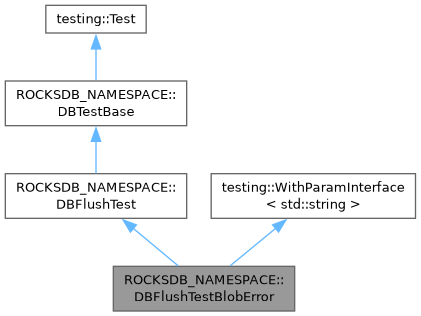 testing::Test
ROCKSDB_NAMESPACE::
DBTestBase
ROCKSDB_NAMESPACE::
DBFlushTest
testing::WithParamInterface
< std::string >
ROCKSDB_NAMESPACE::
DBFlushTestBlobError